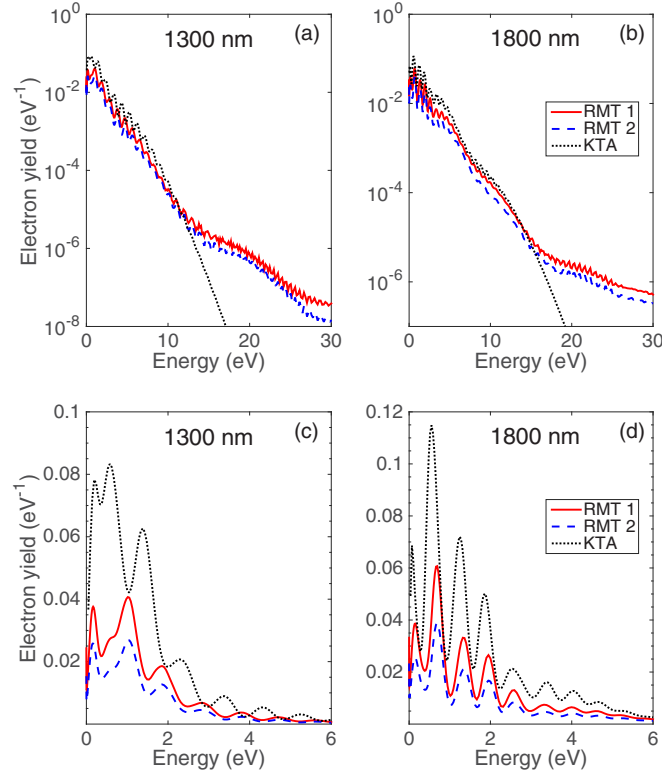 1300 nm (a)
1800 nm (b)
Electron yield (eV⁻¹)
10⁰
10⁻²
10⁻⁴
10⁻⁶
10⁻⁸
0 10 20 30
Energy (eV)
10⁰
10⁻²
10⁻⁴
10⁻⁶
RMT 1
RMT 2
KTA
0 10 20 30
Energy (eV)
1300 nm (c)
1800 nm (d)
Electron yield (eV⁻¹)
0.1
0.08
0.06
0.04
0.02
0 2 4 6
Energy (eV)
0.12
0.1
0.08
0.06
0.04
0.02
RMT 1
RMT 2
KTA
0 2 4 6
Energy (eV)